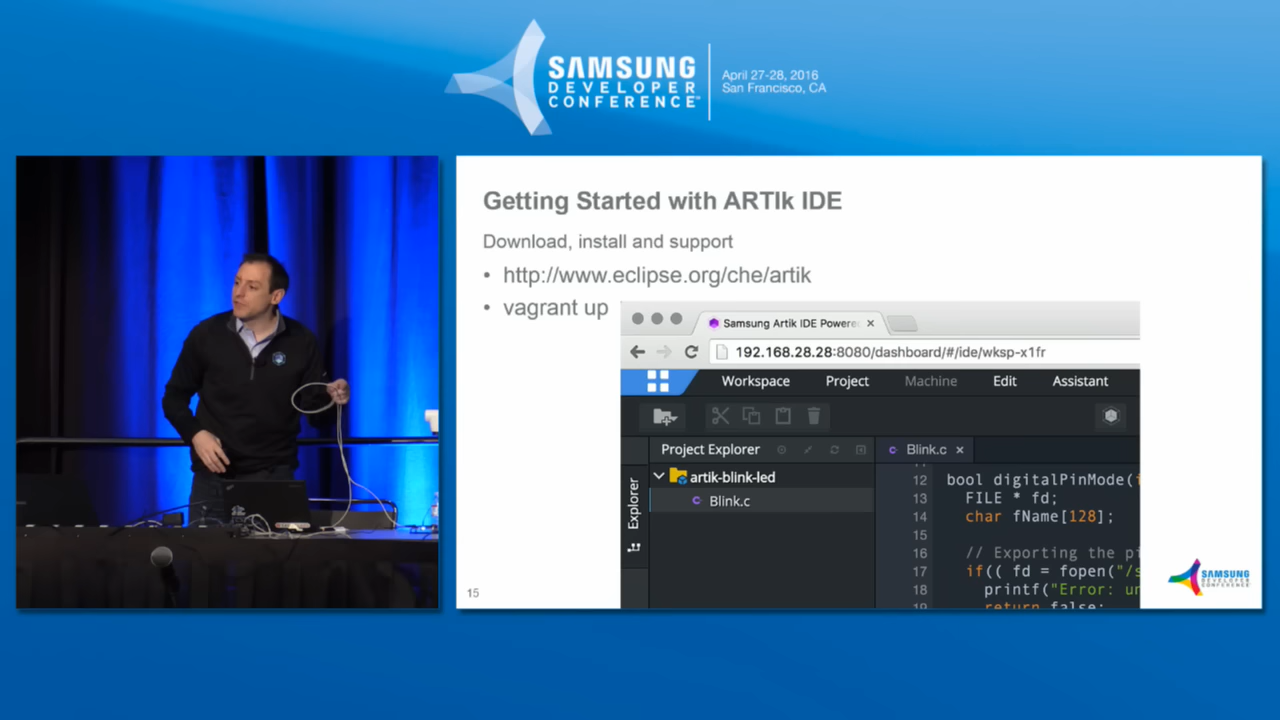 SAMSUNG
DEVELOPER
CONFERENCE™
April 27-28, 2016
San Francisco, CA
Getting Started with ARTIk IDE
Download, install and support
• http://www.eclipse.org/che/artik
• vagrant up
Samsung Artik IDE Powere
192.168.28.28:8080/dashboard/#/ide/wksp-x1fr
Workspace Project Machine Edit Assistant
Project Explorer
Blink.c
Explorer
artik-blink-led
Blink.c
12 bool digitalPinMode(
13 FILE * fd;
14 char fName[128];
15
16 // Exporting the pi
17 if(( fd = fopen("/s
18 printf("Error: un
19 return false;
15
SAMSUNG
DEVELOPER
CONFERENCE